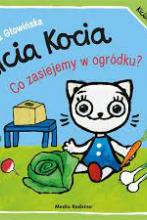 Głowińska
icia Kocia
Co zasiejemy w ogródku?
Media Rodzina